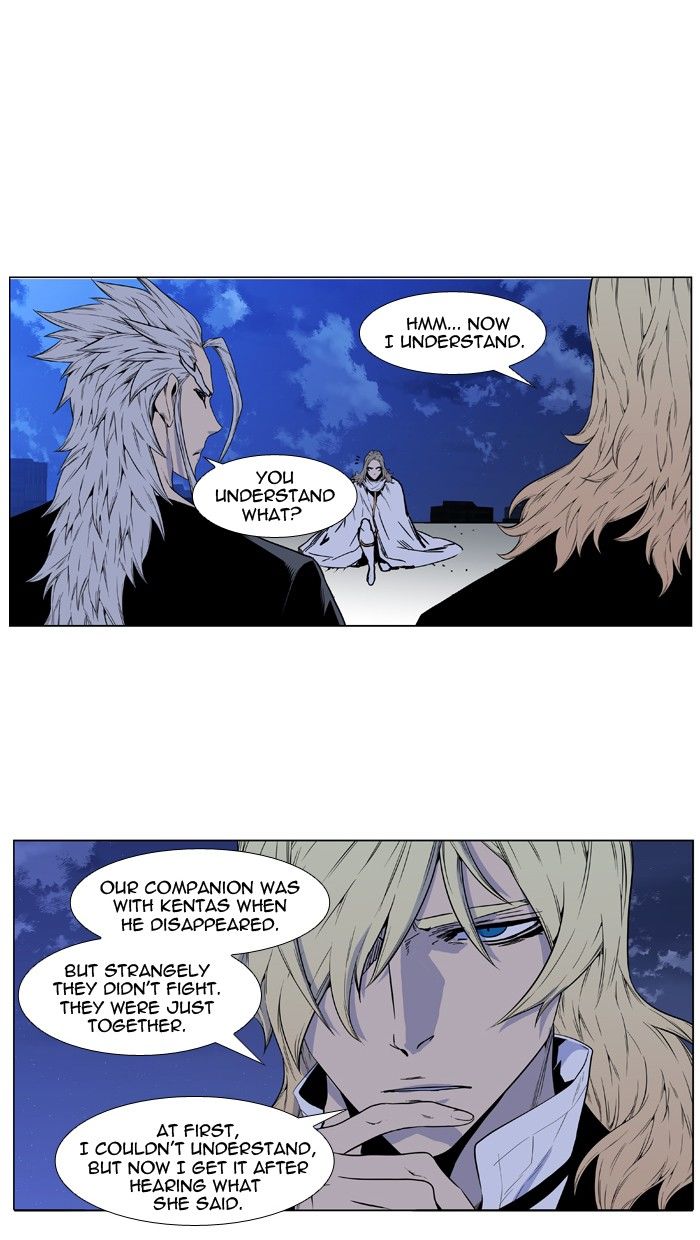 HMM... NOW
I UNDERSTAND.
YOU
UNDERSTAND
WHAT?
OUR COMPANION WAS
WITH KENTAS WHEN
HE DISAPPEARED.
BUT STRANGELY
THEY DIDN'T FIGHT.
THEY WERE JUST
TOGETHER.
AT FIRST,
I COULDN'T UNDERSTAND,
BUT NOW I GET IT AFTER
HEARING WHAT
SHE SAID.